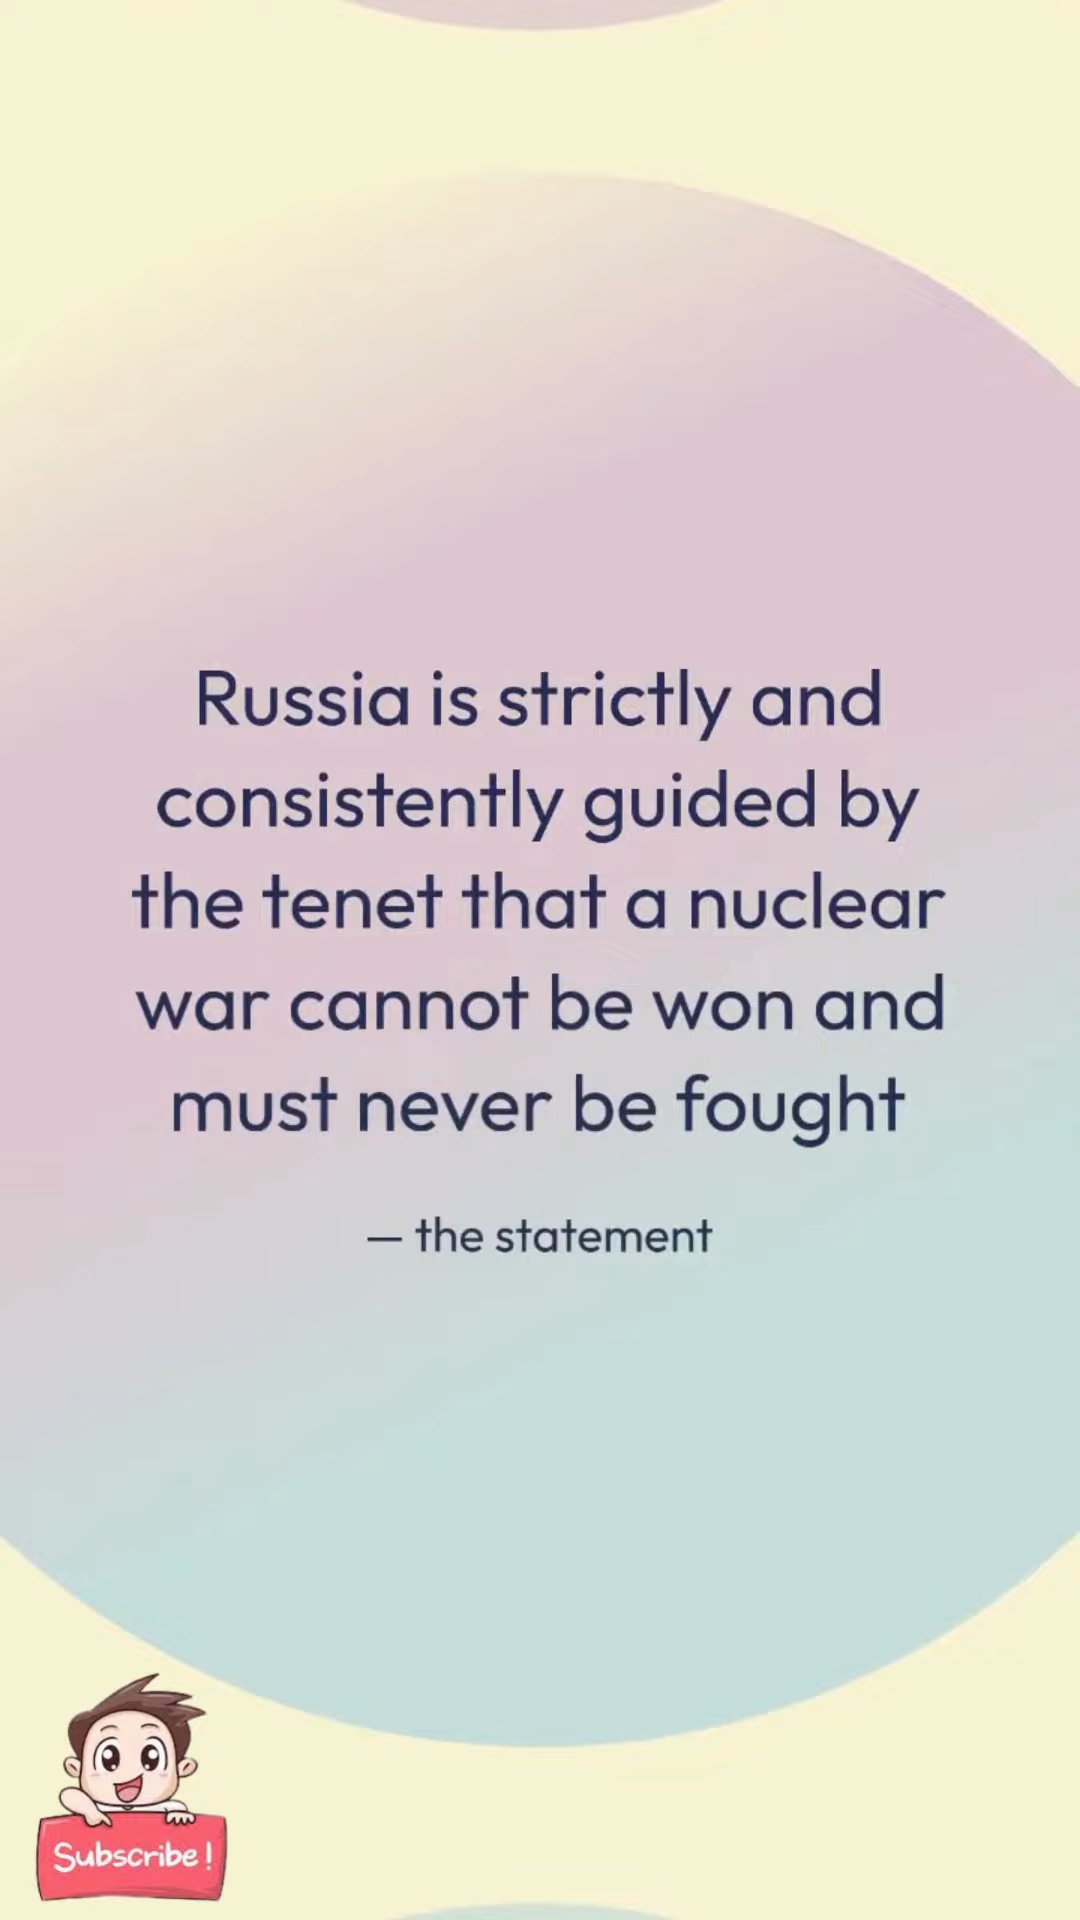 Russia is strictly and
consistently guided by
the tenet that a nuclear
war cannot be won and
must never be fought
— the statement
Subscribe!